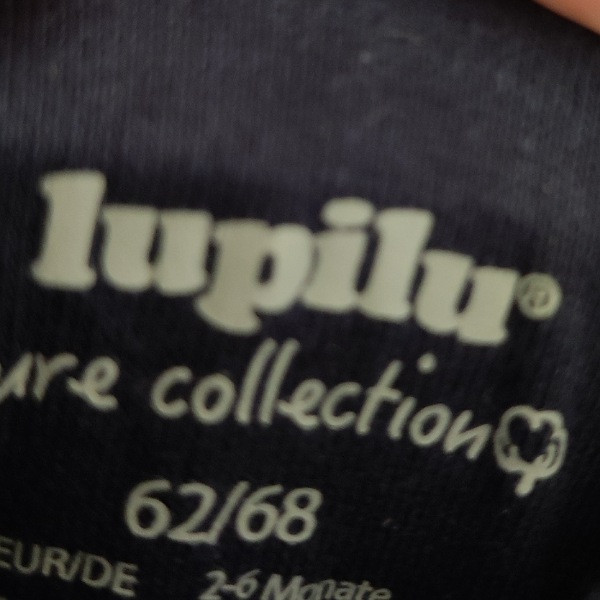 lupilu®
ure collection
62/68
EUR/DE 2-6 Monate